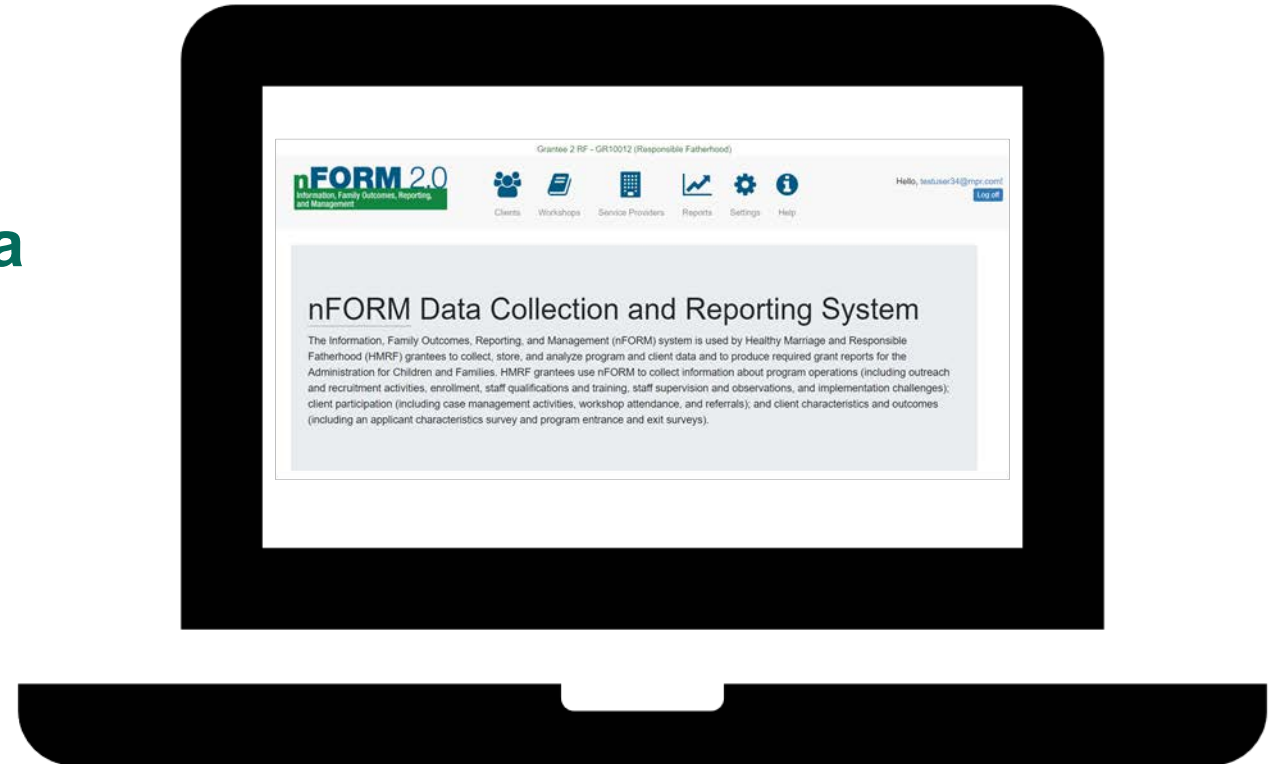 a
Grantee 2 RF - GR10012 (Responsible Fatherhood)
nFORM 2.0
Information, Family Outcomes, Reporting,
and Management
Clients Workshops Service Providers Reports Settings Help
Hello, testuser34@mpr.com!
Log off
nFORM Data Collection and Reporting System
The Information, Family Outcomes, Reporting, and Management (nFORM) system is used by Healthy Marriage and Responsible
Fatherhood (HMRF) grantees to collect, store, and analyze program and client data and to produce required grant reports for the
Administration for Children and Families. HMRF grantees use nFORM to collect information about program operations (including outreach
and recruitment activities, enrollment, staff qualifications and training, staff supervision and observations, and implementation challenges);
client participation (including case management activities, workshop attendance, and referrals); and client characteristics and outcomes
(including an applicant characteristics survey and program entrance and exit surveys).